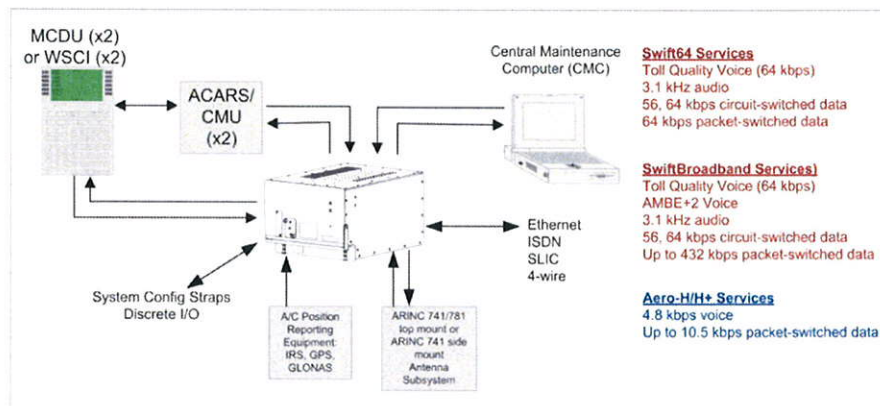 MCDU (x2)
or WSCI (x2)
ACARS/
CMU
(x2)
Central Maintenance
Computer (CMC)
Ethernet
ISDN
SLIC
4-wire
System Config Straps
Discrete I/O
A/C Position
Reporting
Equipment:
IRS, GPS,
GLONAS
ARINC 741/781
top mount or
ARINC 741 side
mount
Antenna
Subsystem
Swift64 Services
Toll Quality Voice (64 kbps)
3.1 kHz audio
56, 64 kbps circuit-switched data
64 kbps packet-switched data
SwiftBroadband Services)
Toll Quality Voice (64 kbps)
AMBE+2 Voice
3.1 kHz audio
56, 64 kbps circuit-switched data
Up to 432 kbps packet-switched data
Aero-H/H+ Services
4.8 kbps voice
Up to 10.5 kbps packet-switched data